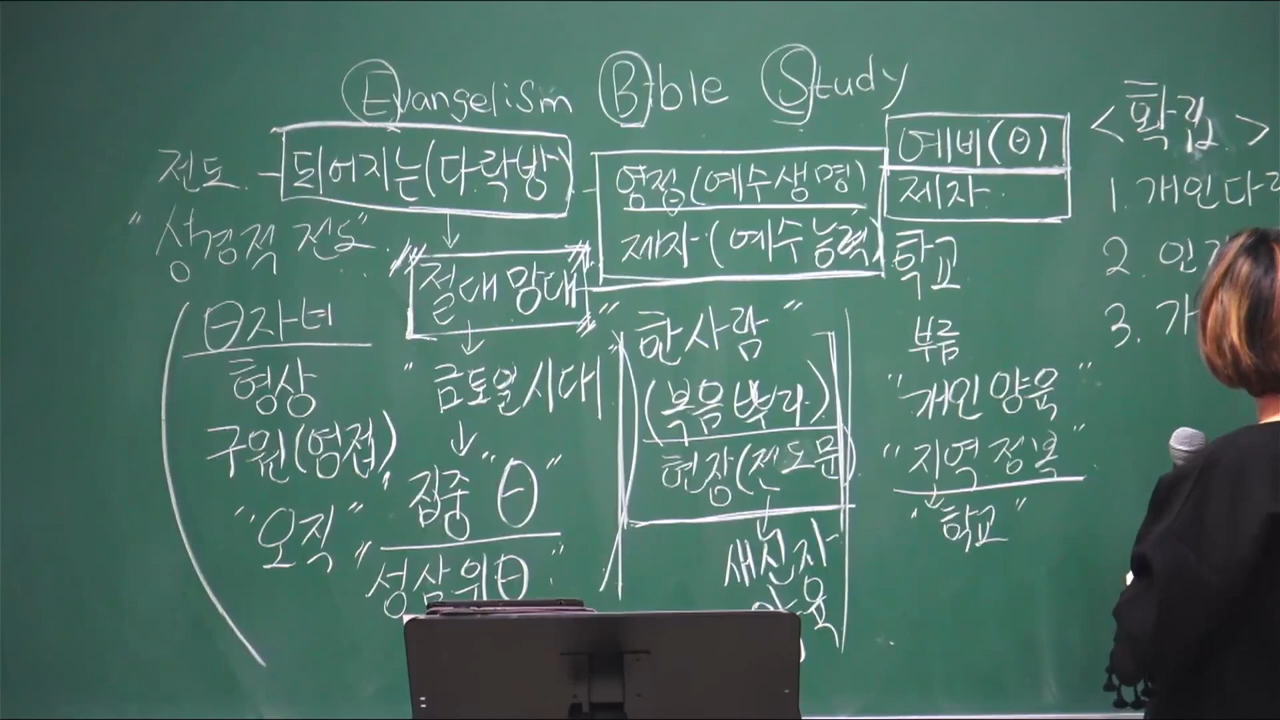 Evangelism Bible Study
전도 - 되어지는(다락방)
"성경적 전도"
영접(예수생명)
제자(예수능력)
예비(θ)
제자
학교
부름
"개인양육"
"지역정복"
"학교"
"절대망대"
"금토일시대"
집중 "θ"
"성삼위θ"
θ자녀
형상
구원(영접)
"오직"
"한사람"
(복음뿌리)
현장(전도문)
새신자
<확립>
1. 개인다
2. 인
3. 가